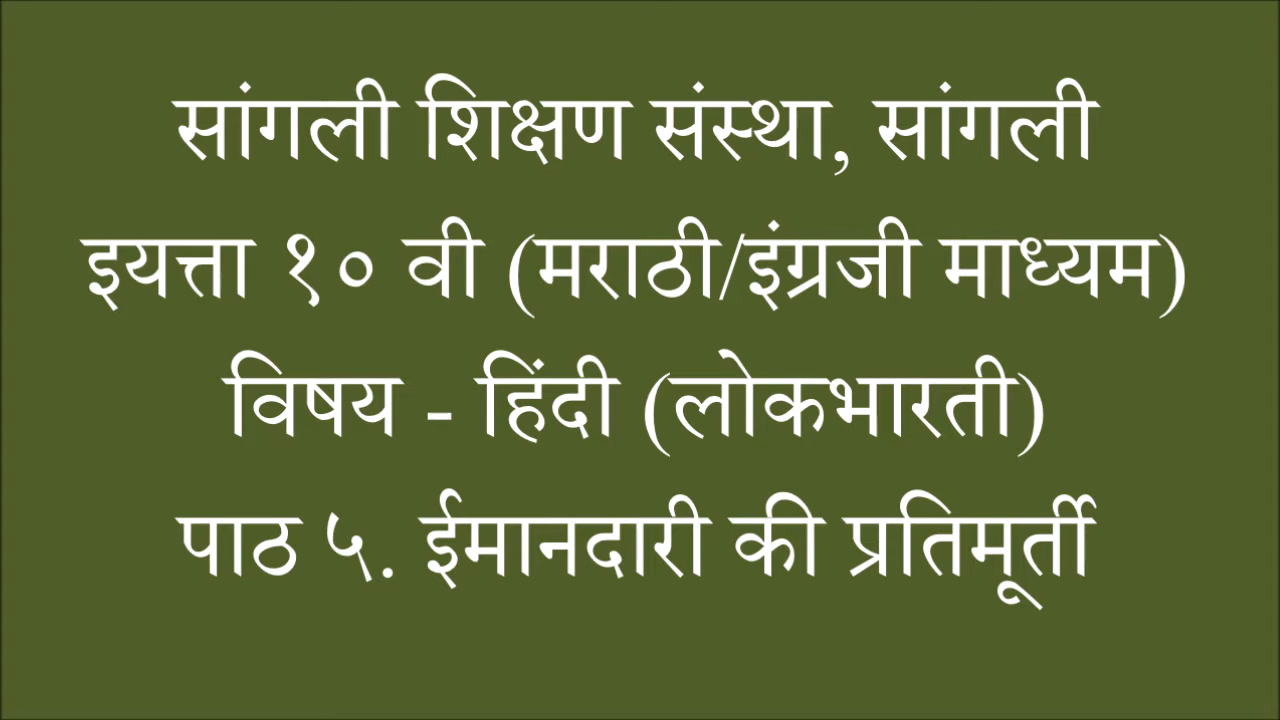 सांगली शिक्षण संस्था, सांगली
इयत्ता १० वी (मराठी/इंग्रजी माध्यम)
विषय - हिंदी (लोकभारती)
पाठ ५. ईमानदारी की प्रतिमूर्ती